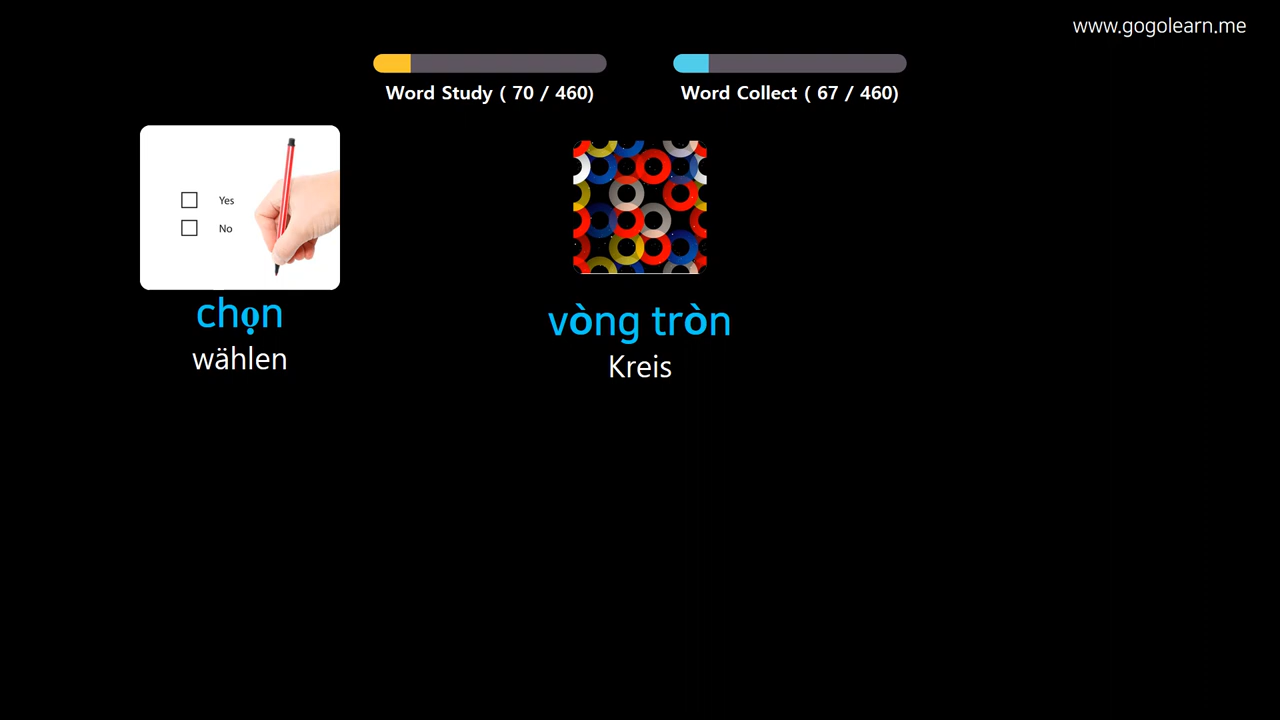 www.gogolearn.me
Word Study ( 70 / 460)
Word Collect ( 67 / 460)
Yes
No
chọn
wählen
vòng tròn
Kreis